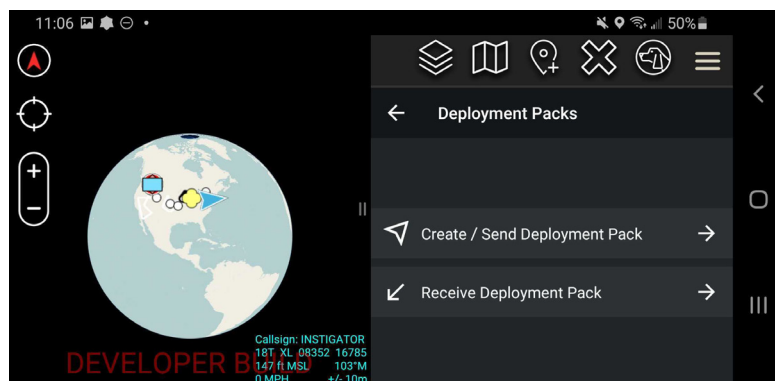 11:06
50%
Deployment Packs
Create / Send Deployment Pack
Receive Deployment Pack
Callsign: INSTIGATOR
18T XL 08352 16785
147 ft MSL 103°M
0 MPH +/- 10m
DEVELOPER BUILD